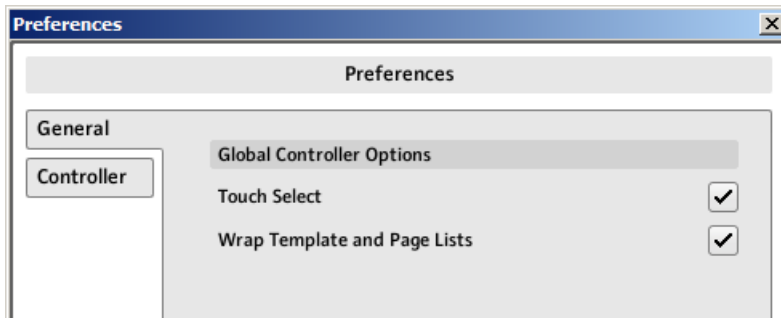 Preferences
Preferences
General
Global Controller Options
Controller
Touch Select
Wrap Template and Page Lists